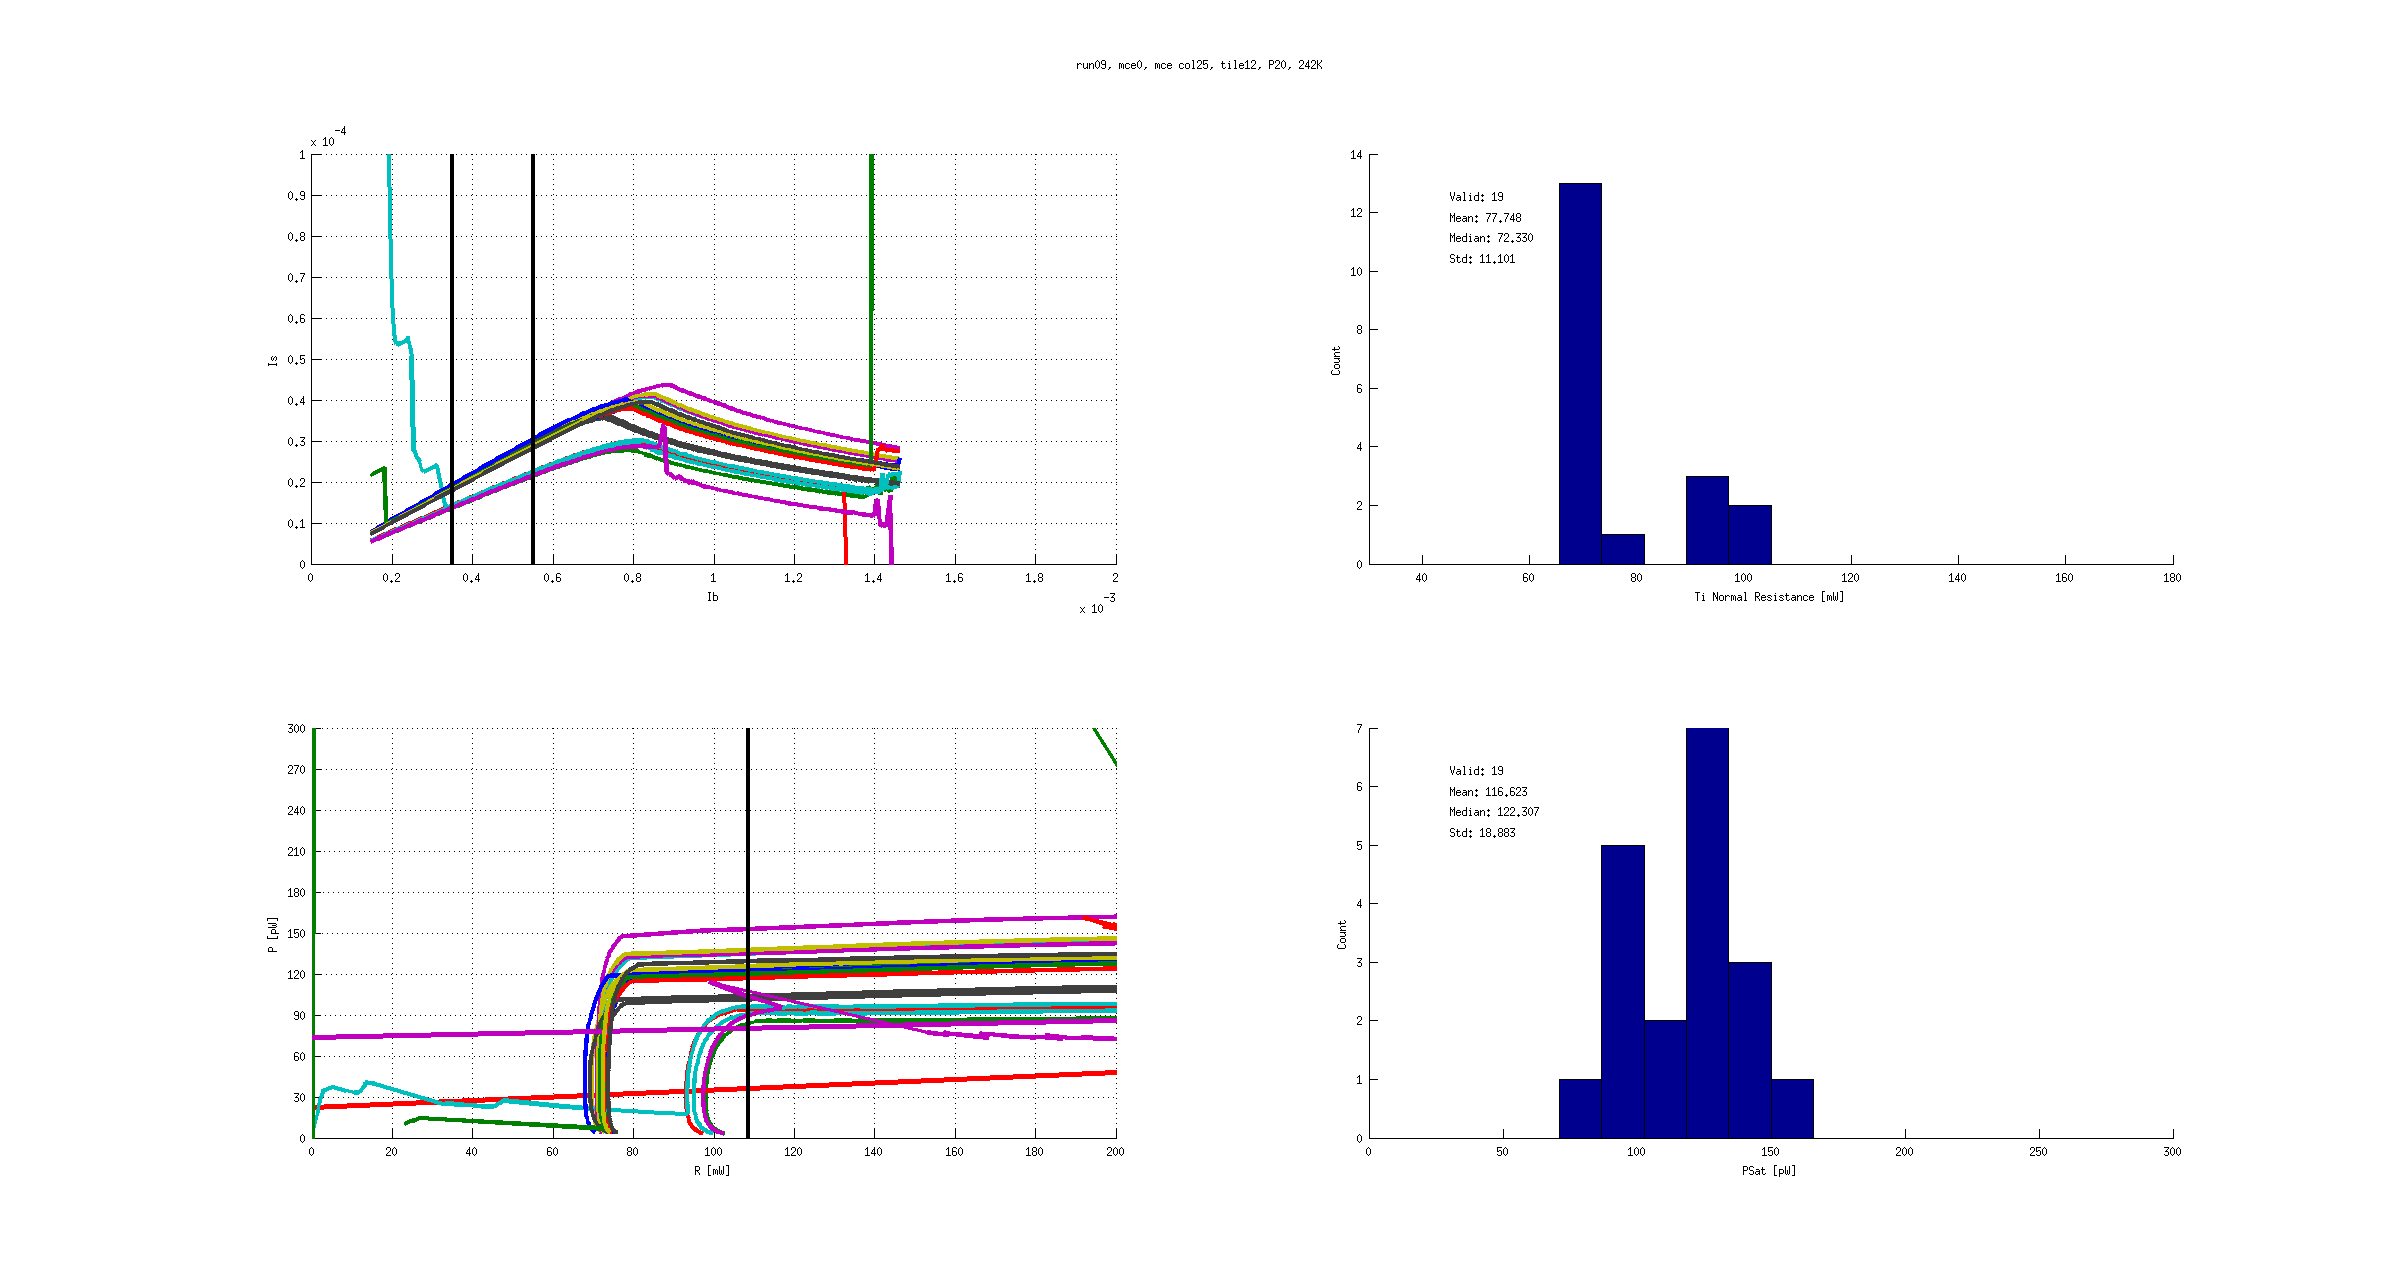 run09, mce0, mce col25, tile12, P20, 242K
x 10^-4
1
0.9
0.8
0.7
0.6
0.5
0.4
0.3
0.2
0.1
0
Is
0 0.2 0.4 0.6 0.8 1 1.2 1.4 1.6 1.8 2
Ib
x 10^-3
14
12
10
8
6
4
2
0
Count
Valid: 19
Mean: 77.748
Median: 72.330
Std: 11.101
40 60 80 100 120 140 160 180
Ti Normal Resistance [mW]
300
270
240
210
180
150
120
90
60
30
0
P [pW]
0 20 40 60 80 100 120 140 160 180 200
R [mW]
7
6
5
4
3
2
1
0
Count
Valid: 19
Mean: 116.623
Median: 122.307
Std: 18.883
0 50 100 150 200 250 300
PSat [pW]